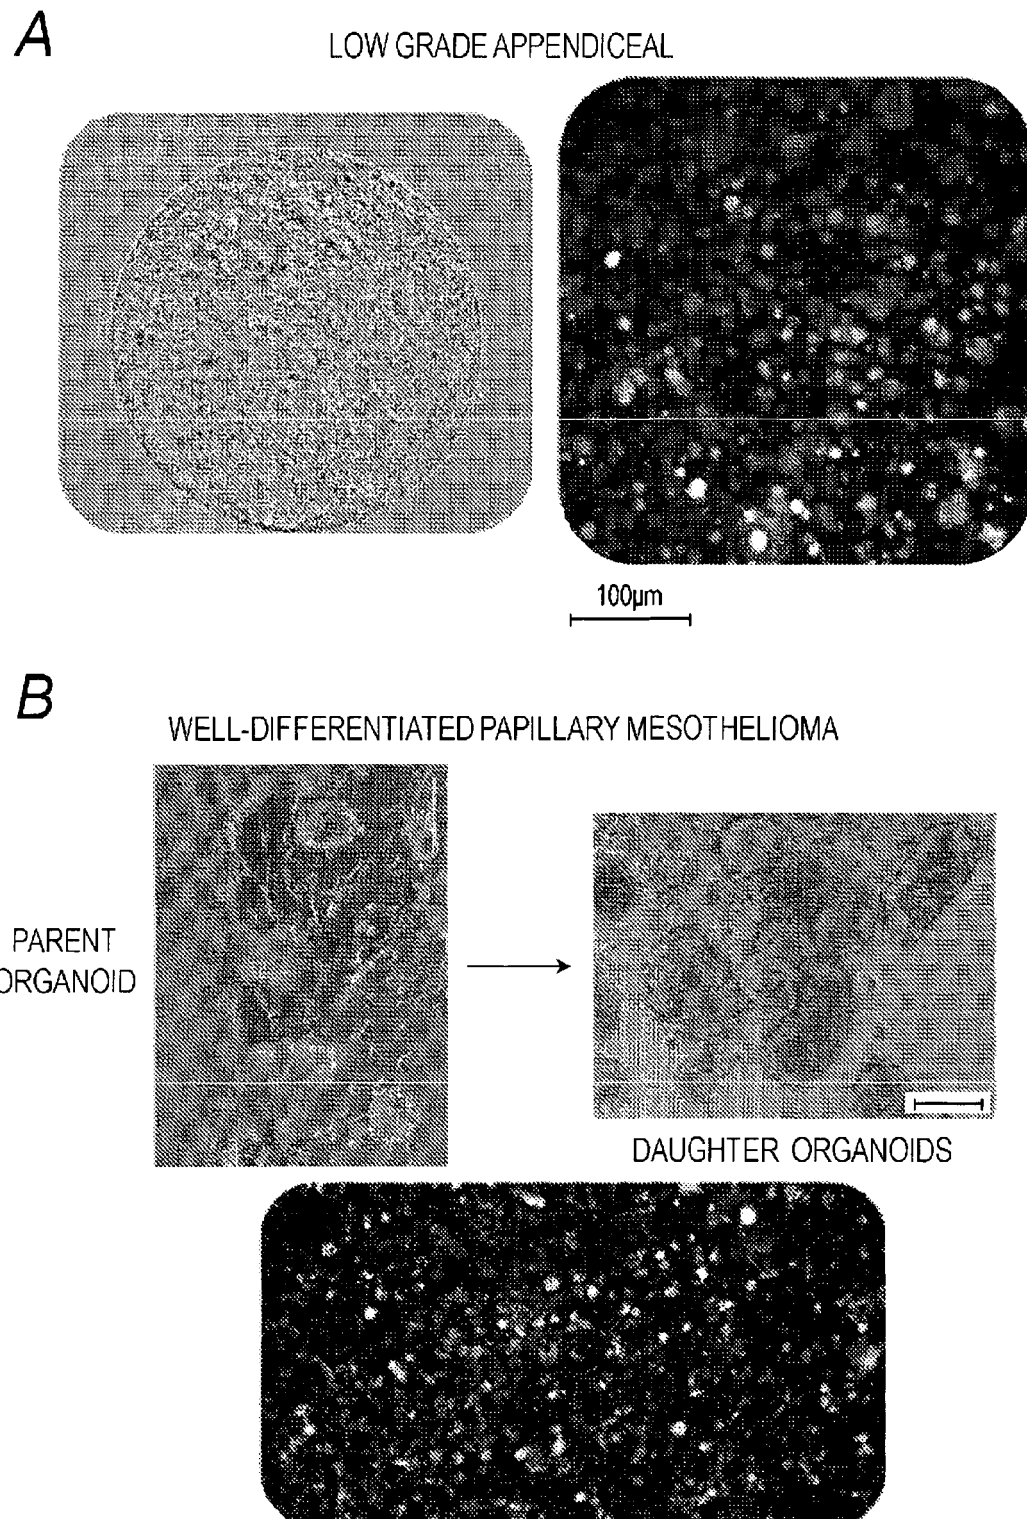 A
LOW GRADE APPENDICEAL
100µm
B
WELL-DIFFERENTIATED PAPILLARY MESOTHELIOMA
PARENT
ORGANOID
DAUGHTER ORGANOIDS